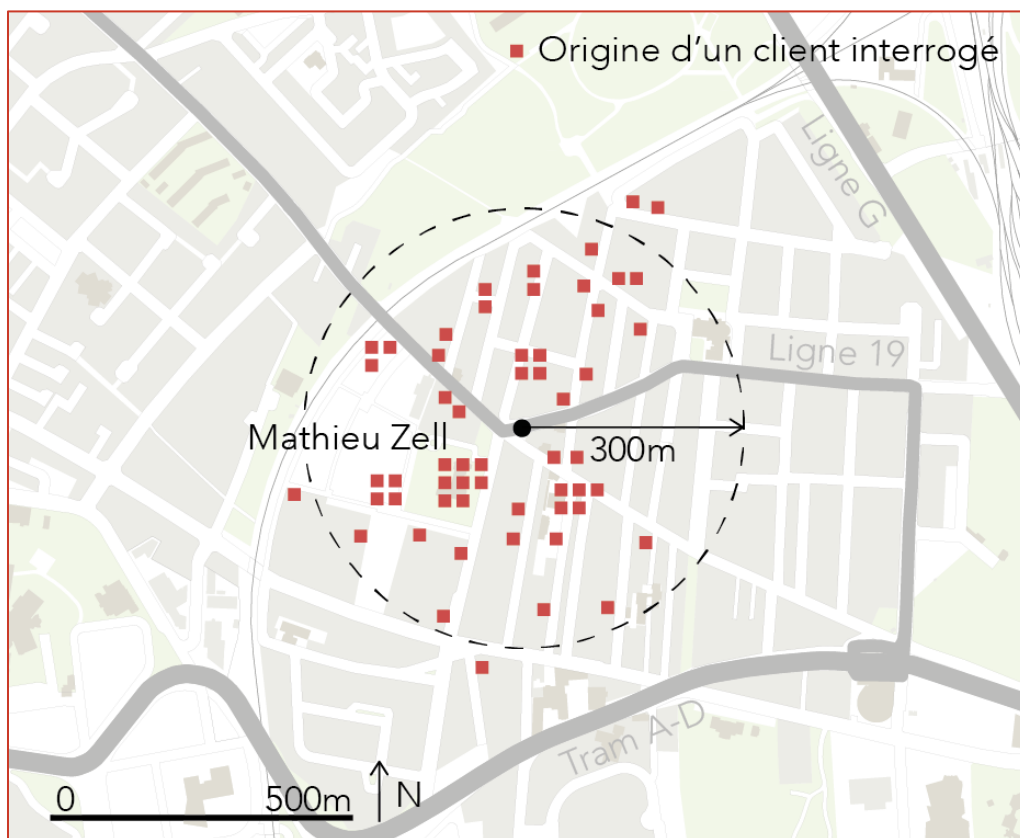 Origine d’un client interrogé
Ligne G
Ligne 19
Mathieu Zell
300m
Tram A-D
0
500m
N